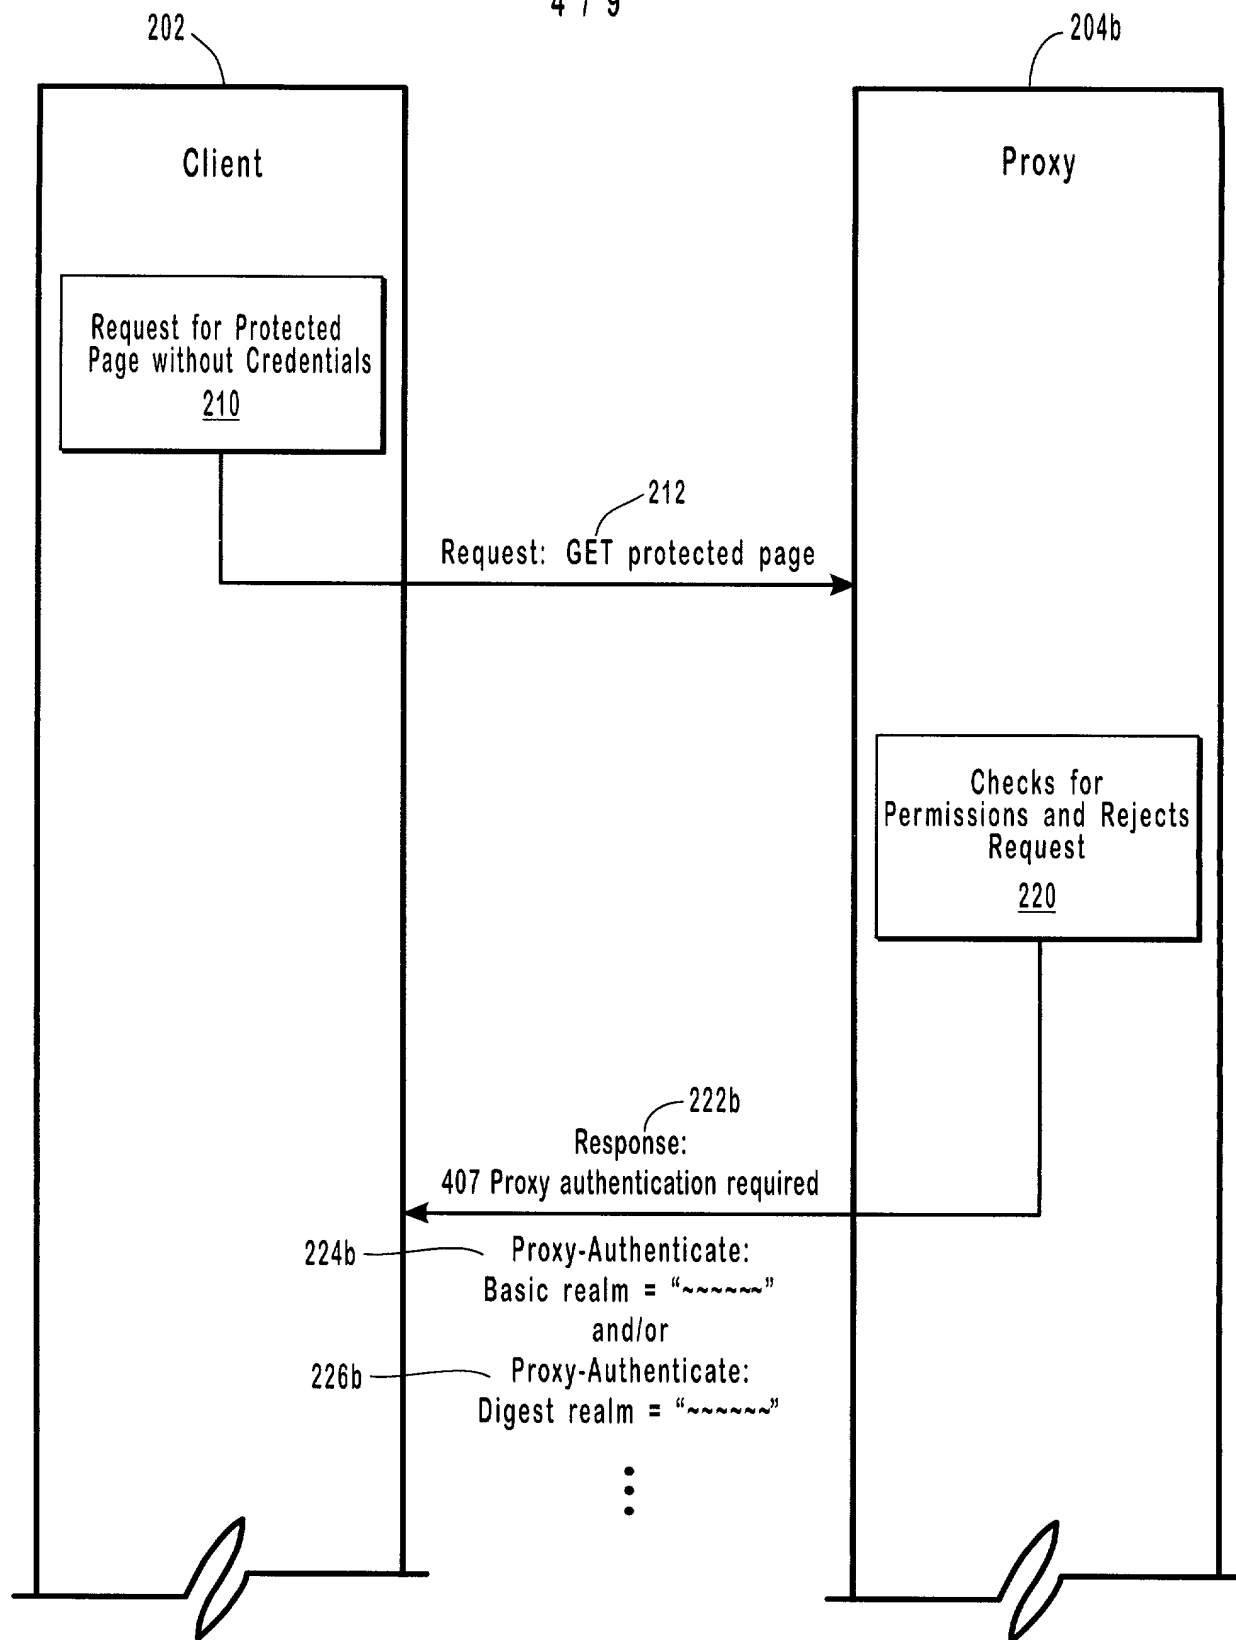 4 / 9
202
204b
Client
Proxy
Request for Protected
Page without Credentials
210
212
Request: GET protected page
Checks for
Permissions and Rejects
Request
220
222b
Response:
407 Proxy authentication required
224b
Proxy-Authenticate:
Basic realm = “~~~~~~”
and/or
226b
Proxy-Authenticate:
Digest realm = “~~~~~~”